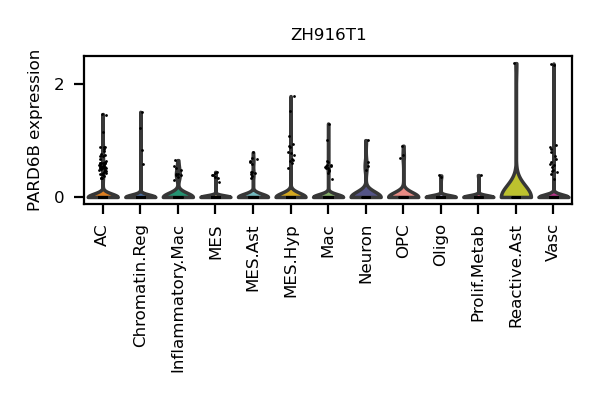 ZH916T1
PARD6B expression
2
0
AC
Chromatin.Reg
Inflammatory.Mac
MES
MES.Ast
MES.Hyp
Mac
Neuron
OPC
Oligo
Prolif.Metab
Reactive.Ast
Vasc